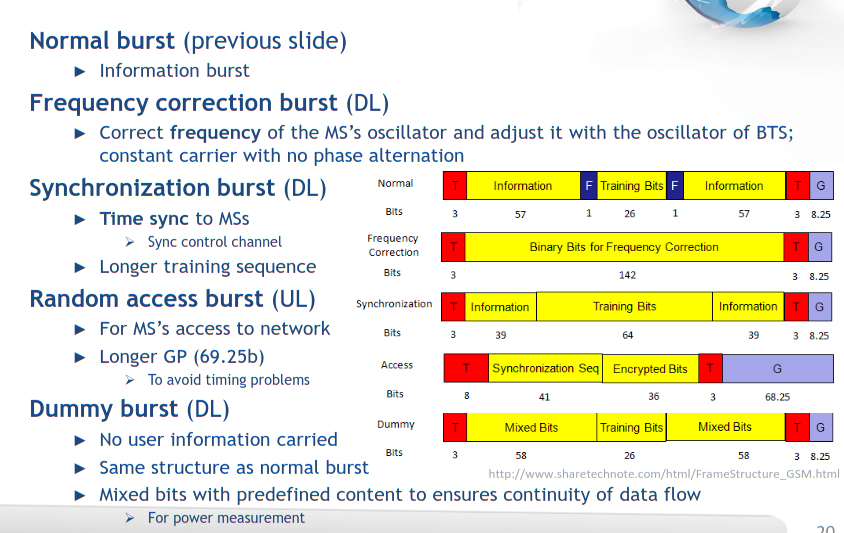 Normal burst (previous slide)
► Information burst
Frequency correction burst (DL)
► Correct frequency of the MS's oscillator and adjust it with the oscillator of BTS;
constant carrier with no phase alternation
Synchronization burst (DL)
► Time sync to MSs
➢ Sync control channel
► Longer training sequence
Random access burst (UL)
► For MS's access to network
► Longer GP (69.25b)
➢ To avoid timing problems
Dummy burst (DL)
► No user information carried
► Same structure as normal burst
► Mixed bits with predefined content to ensures continuity of data flow
➢ For power measurement
Normal T Information F Training Bits F Information T G
Bits 3 57 1 26 1 57 3 8.25
Frequency
Correction T Binary Bits for Frequency Correction T G
Bits 3 142 3 8.25
Synchronization T Information Training Bits Information T G
Bits 3 39 64 39 3 8.25
Access T Synchronization Seq Encrypted Bits T G
Bits 8 41 36 3 68.25
Dummy T Mixed Bits Training Bits Mixed Bits T G
Bits 3 58 26 58 3 8.25
http://www.sharetechnote.com/html/FrameStructure_GSM.html
20